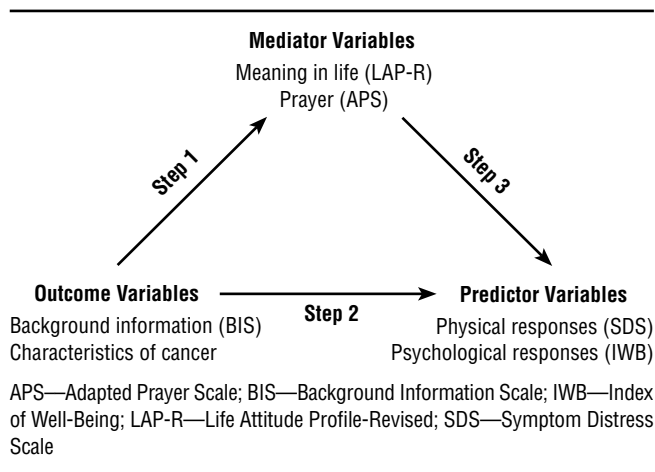 Mediator Variables
Meaning in life (LAP-R)
Prayer (APS)
Step 1
Step 3
Outcome Variables
Background information (BIS)
Characteristics of cancer
Step 2
Predictor Variables
Physical responses (SDS)
Psychological responses (IWB)
APS—Adapted Prayer Scale; BIS—Background Information Scale; IWB—Index
of Well-Being; LAP-R—Life Attitude Profile-Revised; SDS—Symptom Distress
Scale